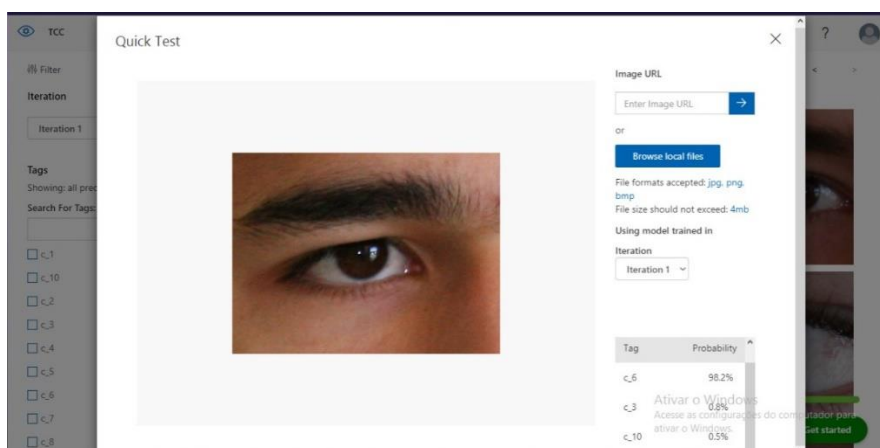 TCC
Quick Test
?
Filter
Iteration
Iteration 1
Tags
Showing: all
Search For Tags:
c_1
c_10
c_2
c_3
c_4
c_5
c_6
c_7
c_8
Image URL
Enter Image URL
or
Browse local files
File formats accepted: jpg, png,
bmp
File size should not exceed: 4mb
Using model trained in
Iteration
Iteration 1
Tag Probability
c_6 98.2%
c_3 0.8%
c_10 0.5%
Ativar o Windows
Acesse as configurações do computador para
ativar o Windows.
Get started